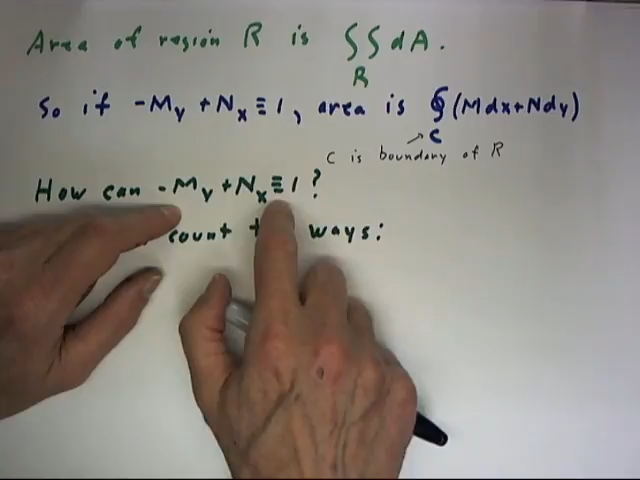 Area of region R is ∫∫ dA.
R
So if -My + Nx ≡ 1, area is ∮(Mdx+Ndy)
C
C is boundary of R
How can -My + Nx ≡ 1?
count ways: